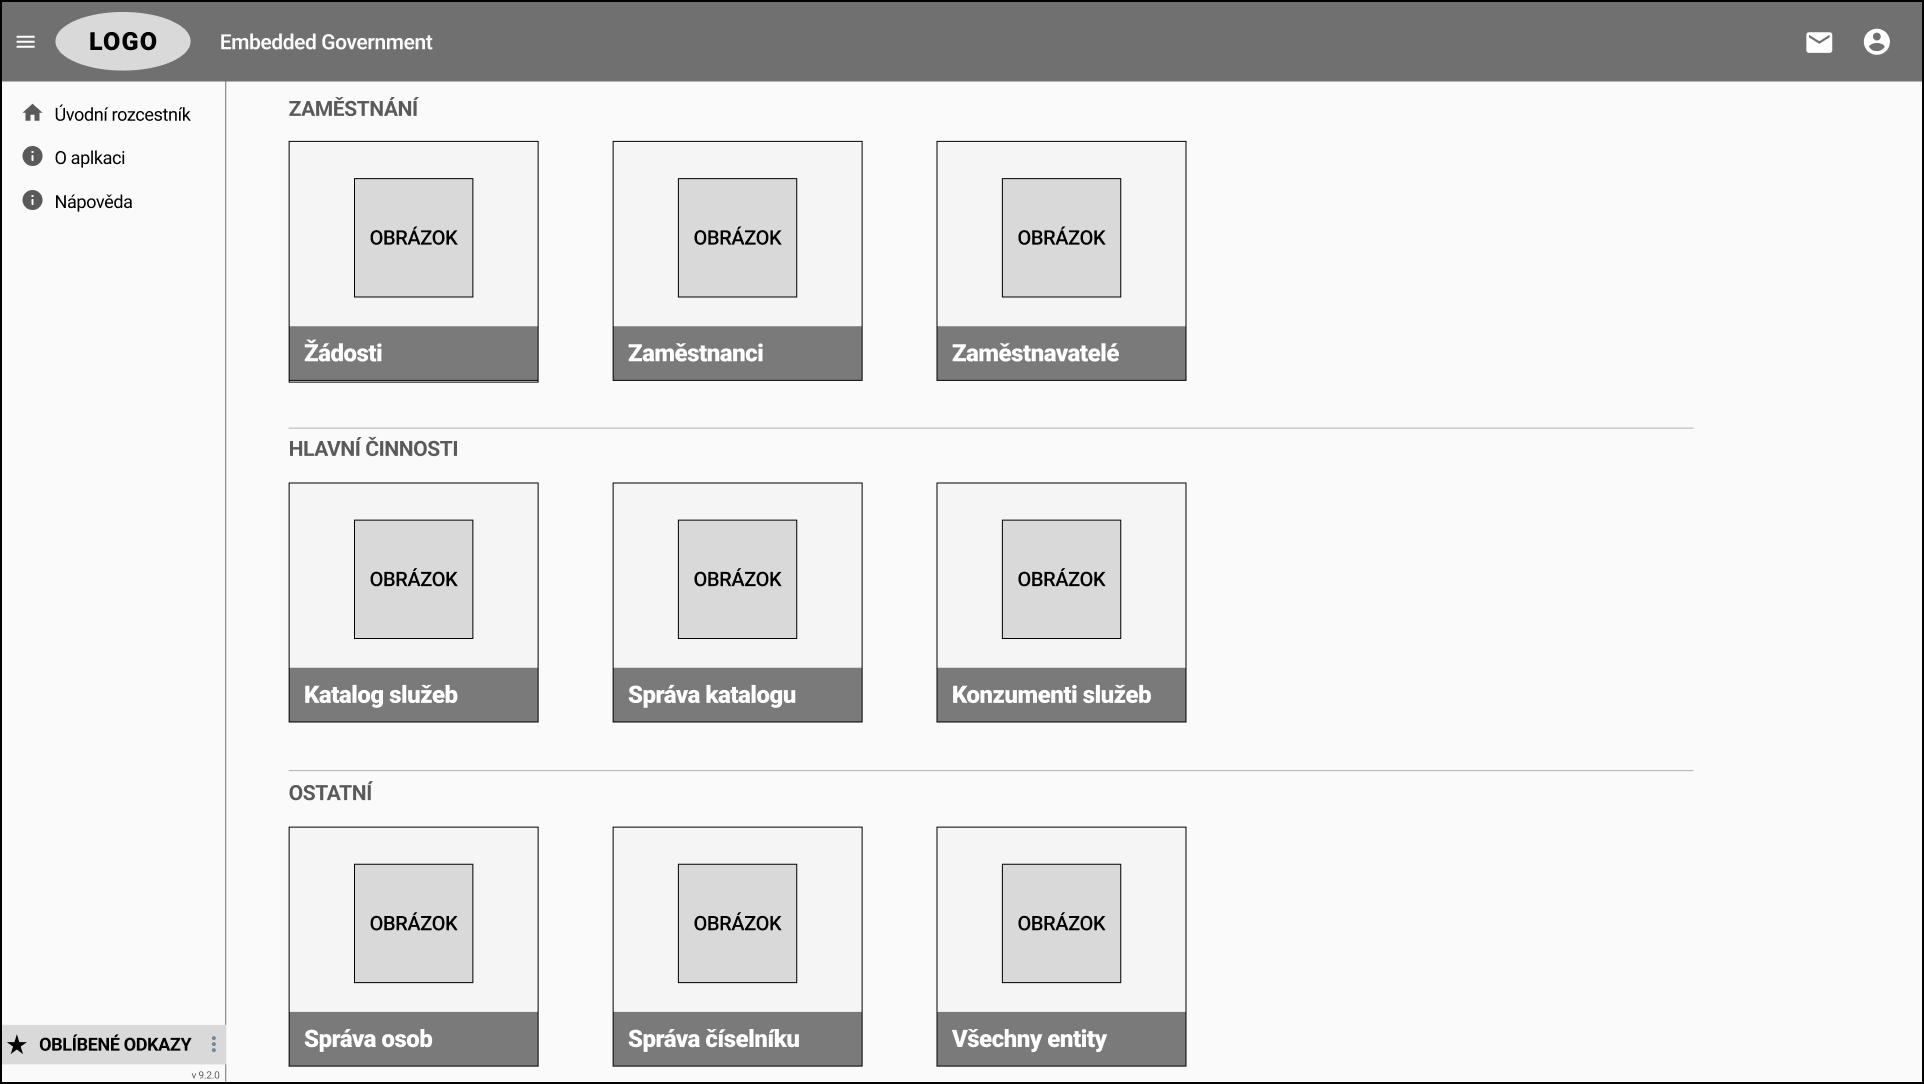 LOGO
Embedded Government
Úvodní rozcestník
O aplkaci
Nápověda
ZAMĚSTNÁNÍ
OBRÁZOK
OBRÁZOK
OBRÁZOK
Žádosti
Zaměstnanci
Zaměstnavatelé
HLAVNÍ ČINNOSTI
OBRÁZOK
OBRÁZOK
OBRÁZOK
Katalog služeb
Správa katalogu
Konzumenti služeb
OSTATNÍ
OBRÁZOK
OBRÁZOK
OBRÁZOK
Správa osob
Správa číselníku
Všechny entity
OBLÍBENÉ ODKAZY
v 9.2.0